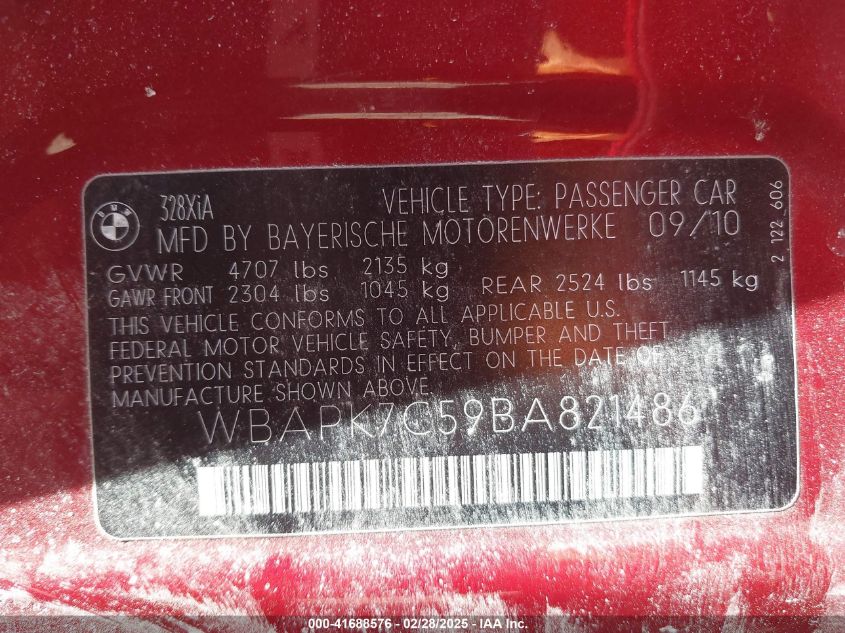 BMW
328XiA VEHICLE TYPE: PASSENGER CAR
MFD BY BAYERISCHE MOTORENWERKE 09/10
GVWR 4707 lbs 2135 kg
GAWR FRONT 2304 lbs 1045 kg REAR 2524 lbs 1145 kg
THIS VEHICLE CONFORMS TO ALL APPLICABLE U.S.
FEDERAL MOTOR VEHICLE SAFETY, BUMPER AND THEFT
PREVENTION STANDARDS IN EFFECT ON THE DATE OF
MANUFACTURE SHOWN ABOVE
WBAPK7C59BA821486
2 122 606
000-41688576 - 02/28/2025 - IAA Inc.